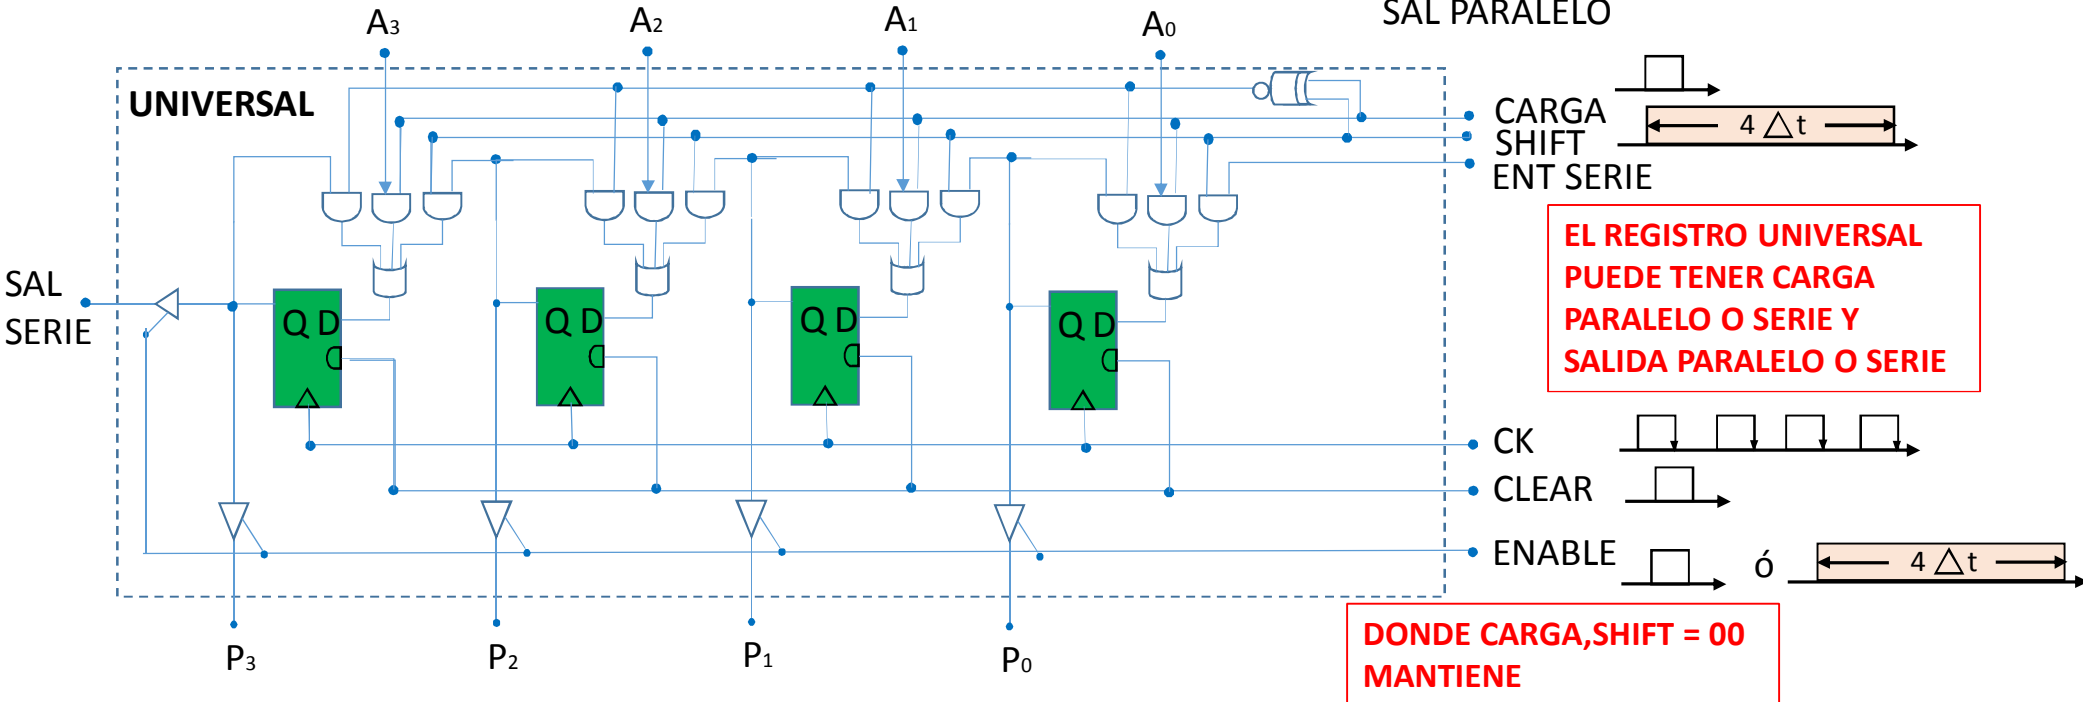 SAL PARALELO
A3
A2
A1
A0
UNIVERSAL
CARGA
SHIFT
ENT SERIE
4 △ t
EL REGISTRO UNIVERSAL
PUEDE TENER CARGA
PARALELO O SERIE Y
SALIDA PARALELO O SERIE
SAL
SERIE
Q D
Q D
Q D
Q D
CK
CLEAR
ENABLE
ó
4 △ t
DONDE CARGA,SHIFT = 00
MANTIENE
P3
P2
P1
P0